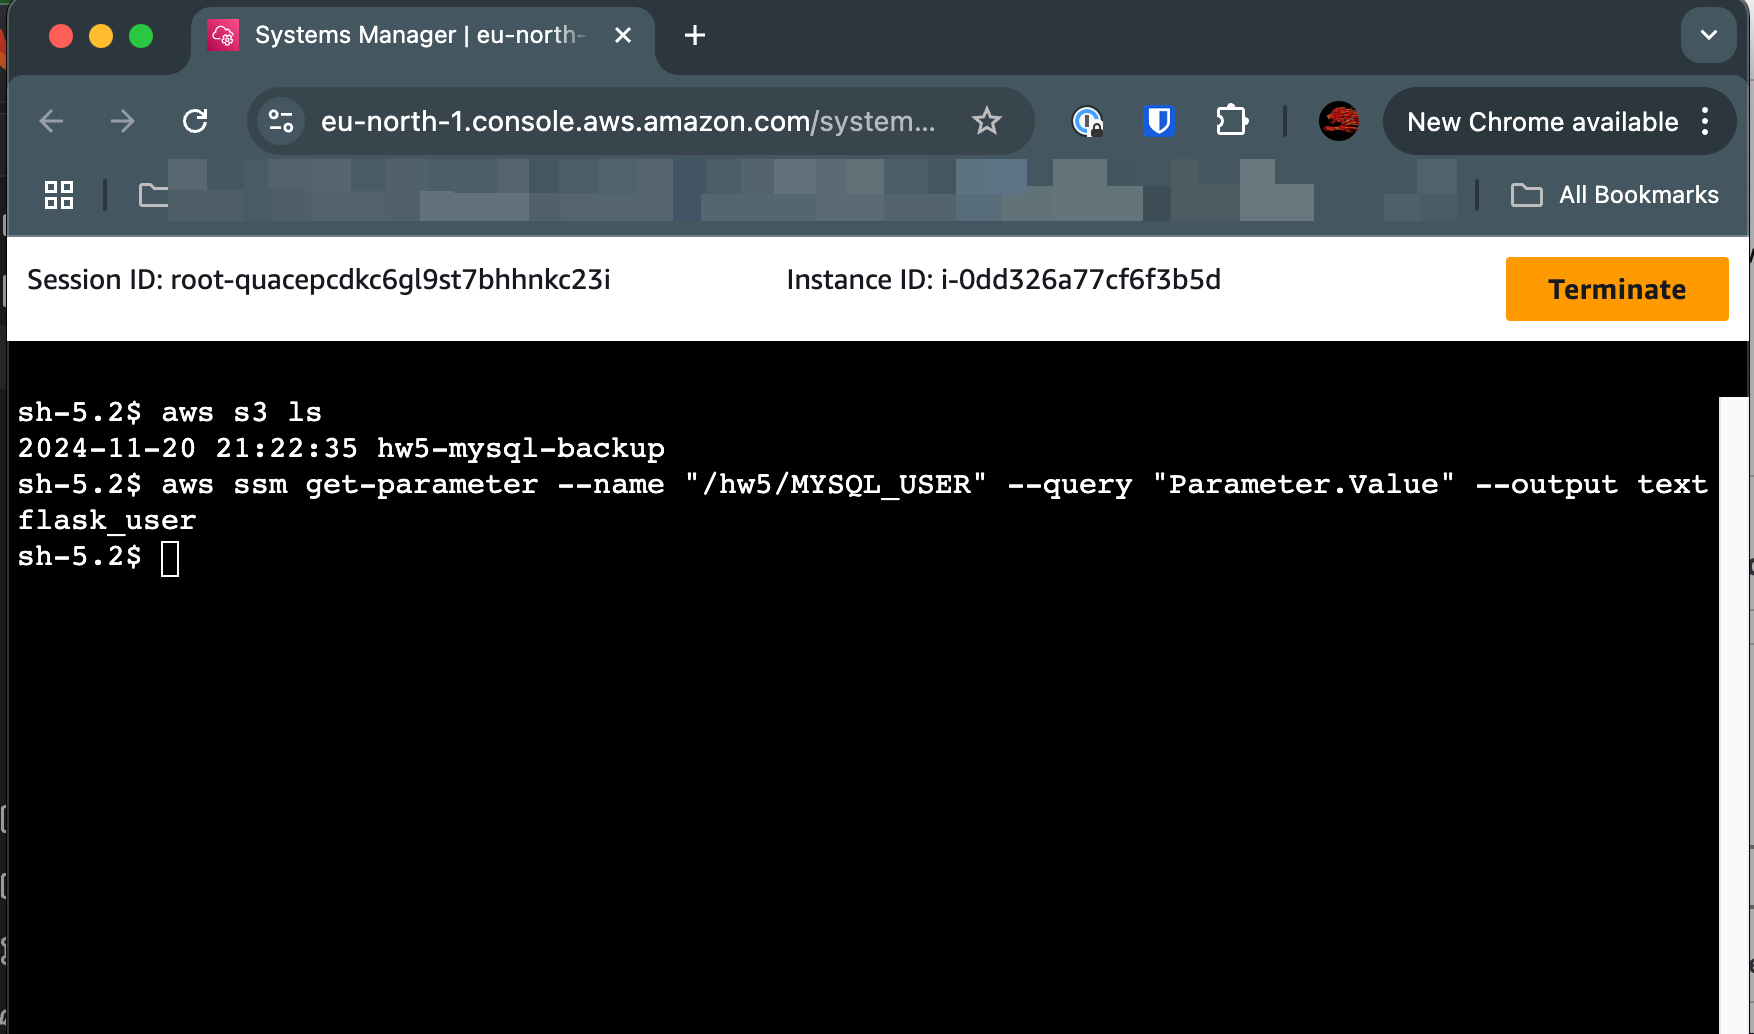 Systems Manager | eu-north-
eu-north-1.console.aws.amazon.com/system...
New Chrome available
All Bookmarks
Session ID: root-quacepcdkc6gl9st7bhhnkc23i
Instance ID: i-0dd326a77cf6f3b5d
Terminate
sh-5.2$ aws s3 ls
2024-11-20 21:22:35 hw5-mysql-backup
sh-5.2$ aws ssm get-parameter --name "/hw5/MYSQL_USER" --query "Parameter.Value" --output text
flask_user
sh-5.2$